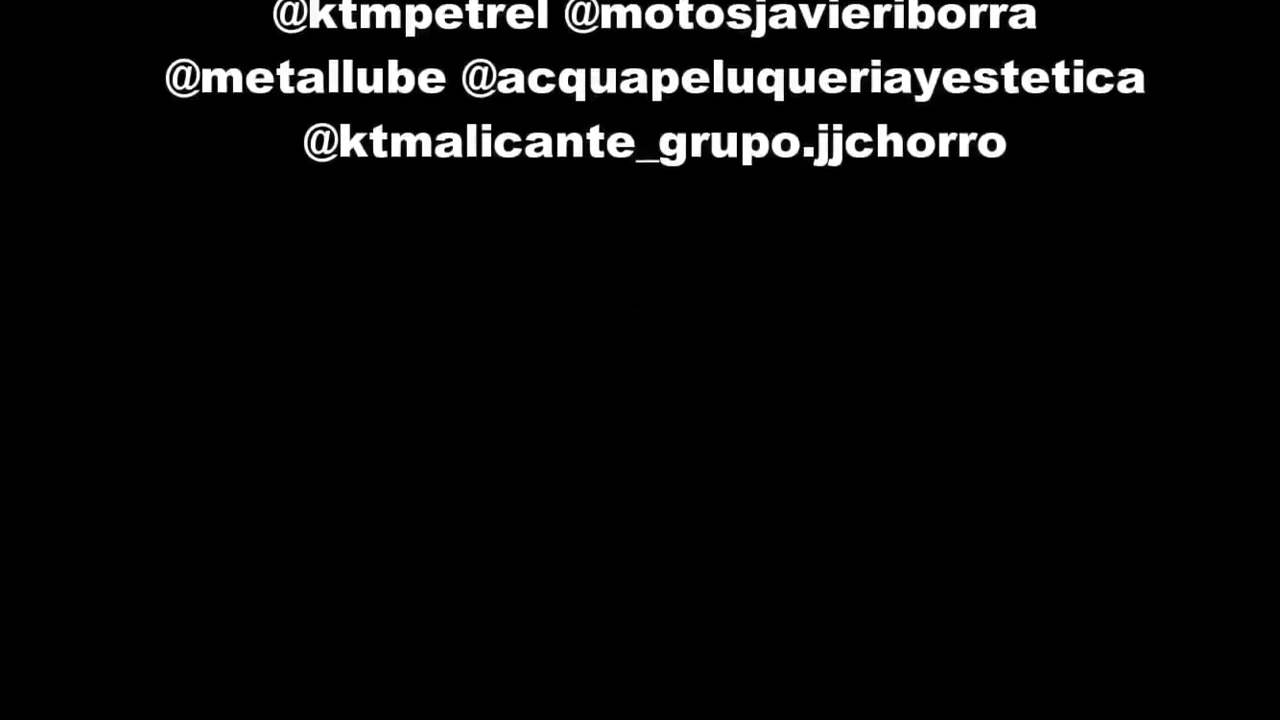 @ktmpetrel @motosjavieriborra
@metallube @acquapeluqueriayestetica
@ktmalicante_grupo.jjchorro